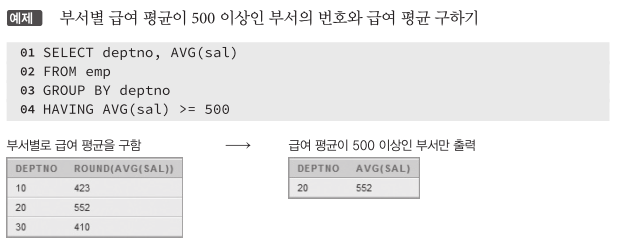 예제 부서별 급여 평균이 500 이상인 부서의 번호와 급여 평균 구하기
01 SELECT deptno, AVG(sal)
02 FROM emp
03 GROUP BY deptno
04 HAVING AVG(sal) >= 500
부서별로 급여 평균을 구함 → 급여 평균이 500 이상인 부서만 출력
DEPTNO ROUND(AVG(SAL))
10 423
20 552
30 410
DEPTNO AVG(SAL)
20 552